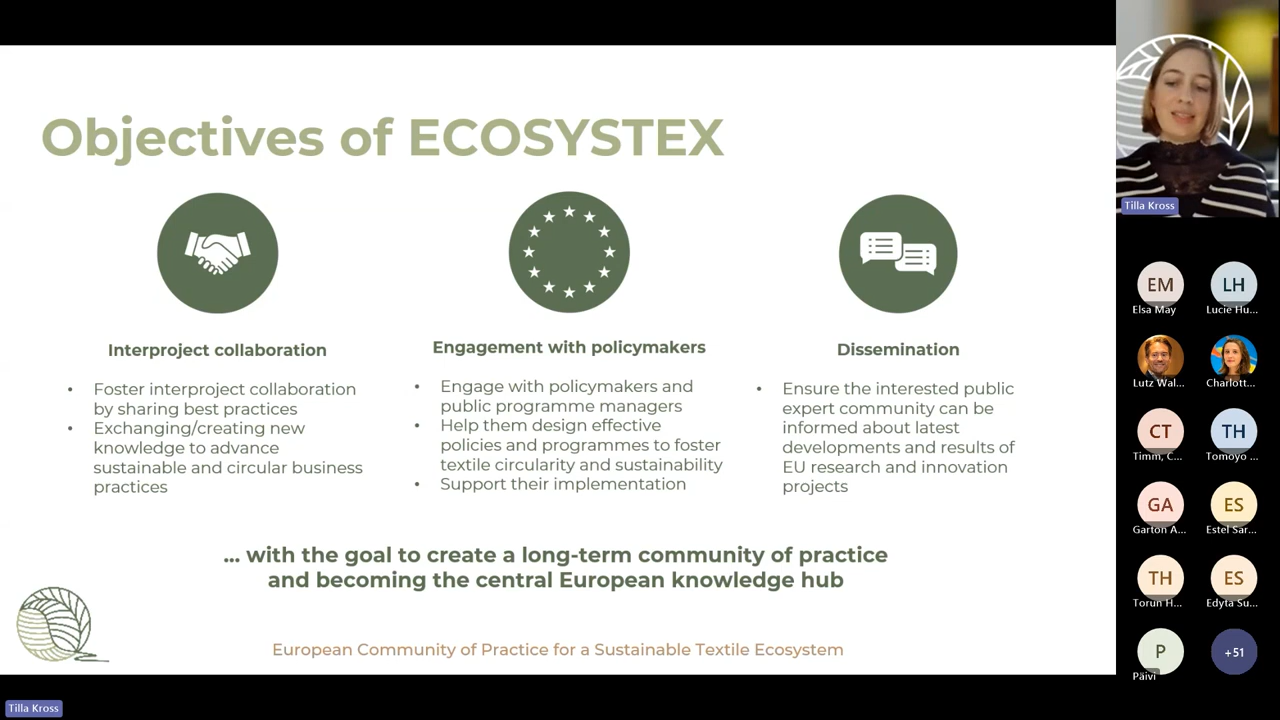 Objectives of ECOSYSTEX
Interproject collaboration
• Foster interproject collaboration
by sharing best practices
• Exchanging/creating new
knowledge to advance
sustainable and circular business
practices
Engagement with policymakers
• Engage with policymakers and
public programme managers
• Help them design effective
policies and programmes to foster
textile circularity and sustainability
• Support their implementation
Dissemination
• Ensure the interested public
expert community can be
informed about latest
developments and results of
EU research and innovation
projects
... with the goal to create a long-term community of practice
and becoming the central European knowledge hub
European Community of Practice for a Sustainable Textile Ecosystem
Tilla Kross
Tilla Kross
EM
Elsa May
LH
Lucie Hu...
Lutz Wal...
Charlott...
CT
Timm, C...
TH
Tomoyo ...
GA
Garton A...
ES
Estel Sar...
TH
Torun H...
ES
Edyta Su...
P
Päivi
+51